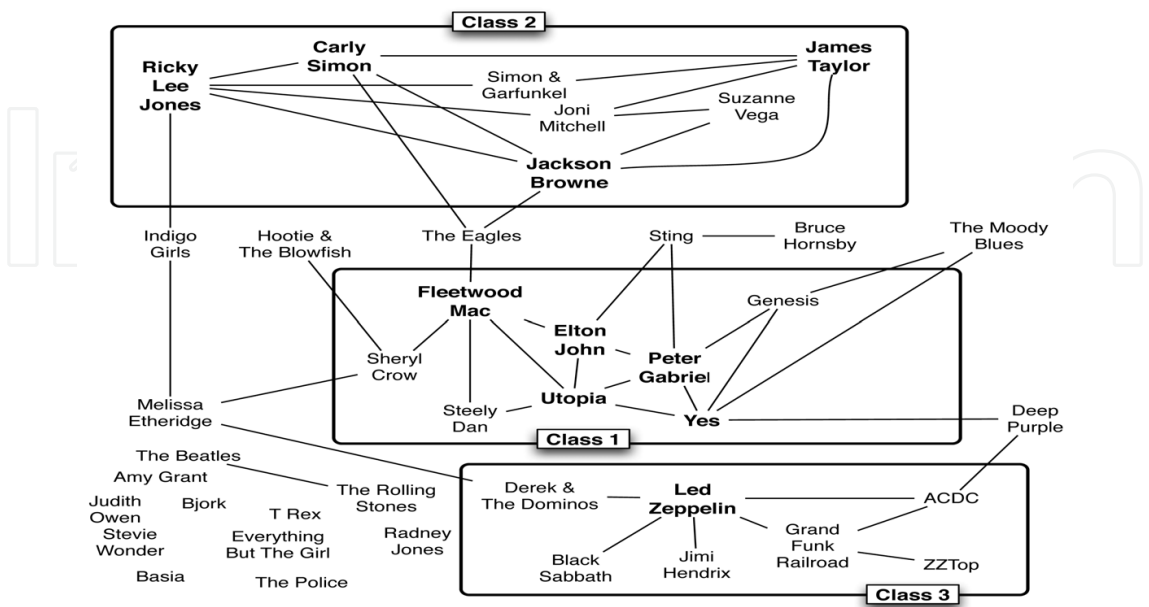 Class 2
Ricky
Lee
Jones
Carly
Simon
Simon &
Garfunkel
Joni
Mitchell
Suzanne
Vega
James
Taylor
Jackson
Browne
Indigo
Girls
Hootie &
The Blowfish
The Eagles
Sting
Bruce
Hornsby
The Moody
Blues
Fleetwood
Mac
Genesis
Elton
John
Peter
Gabriel
Sheryl
Crow
Utopia
Steely
Dan
Yes
Class 1
Melissa
Etheridge
Deep
Purple
The Beatles
Amy Grant
Judith
Owen
Bjork
Stevie
Wonder
T Rex
Everything
But The Girl
The Rolling
Stones
Radney
Jones
Basia
The Police
Derek &
The Dominos
Led
Zeppelin
ACDC
Grand
Funk
Railroad
Black
Sabbath
Jimi
Hendrix
ZZTop
Class 3